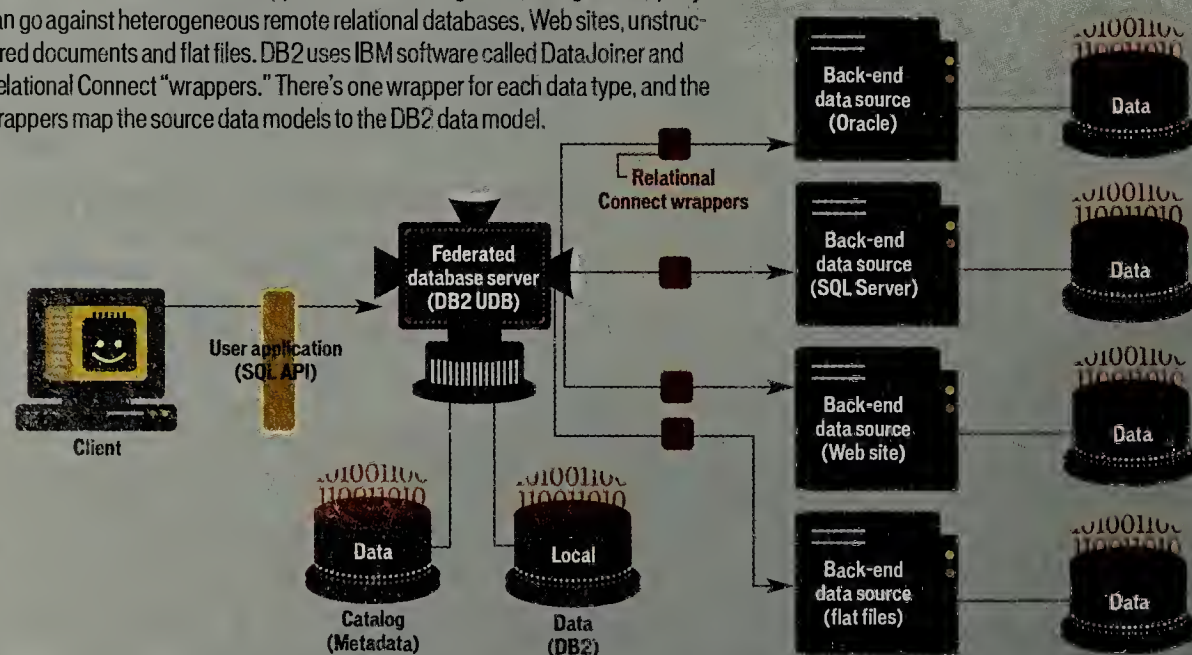 an go against heterogeneous remote relational databases, Web sites, unstruc-
red documents and flat files. DB2 uses IBM software called DataJoiner and
elational Connect “wrappers.” There’s one wrapper for each data type, and the
rappers map the source data models to the DB2 data model.
Back-end
data source
(Oracle)
Data
Relational
Connect wrappers
Federated
database server
(DB2 UDB)
Back-end
data source
(SQL Server)
Data
User application
(SQL API)
Client
Back-end
data source
(Web site)
Data
Data
Catalog
(Metadata)
Local
Data
(DB2)
Back-end
data source
(flat files)
Data